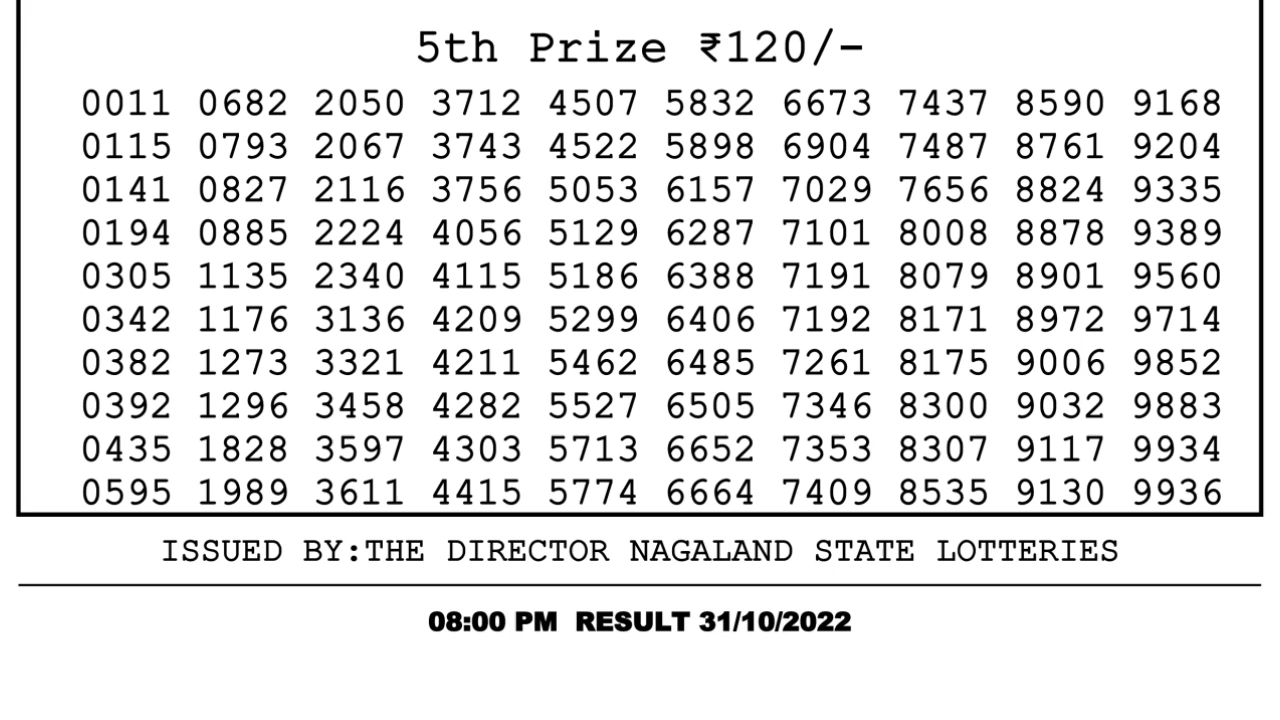 5th Prize ₹120/-
0011 0682 2050 3712 4507 5832 6673 7437 8590 9168
0115 0793 2067 3743 4522 5898 6904 7487 8761 9204
0141 0827 2116 3756 5053 6157 7029 7656 8824 9335
0194 0885 2224 4056 5129 6287 7101 8008 8878 9389
0305 1135 2340 4115 5186 6388 7191 8079 8901 9560
0342 1176 3136 4209 5299 6406 7192 8171 8972 9714
0382 1273 3321 4211 5462 6485 7261 8175 9006 9852
0392 1296 3458 4282 5527 6505 7346 8300 9032 9883
0435 1828 3597 4303 5713 6652 7353 8307 9117 9934
0595 1989 3611 4415 5774 6664 7409 8535 9130 9936
ISSUED BY:THE DIRECTOR NAGALAND STATE LOTTERIES
08:00 PM RESULT 31/10/2022